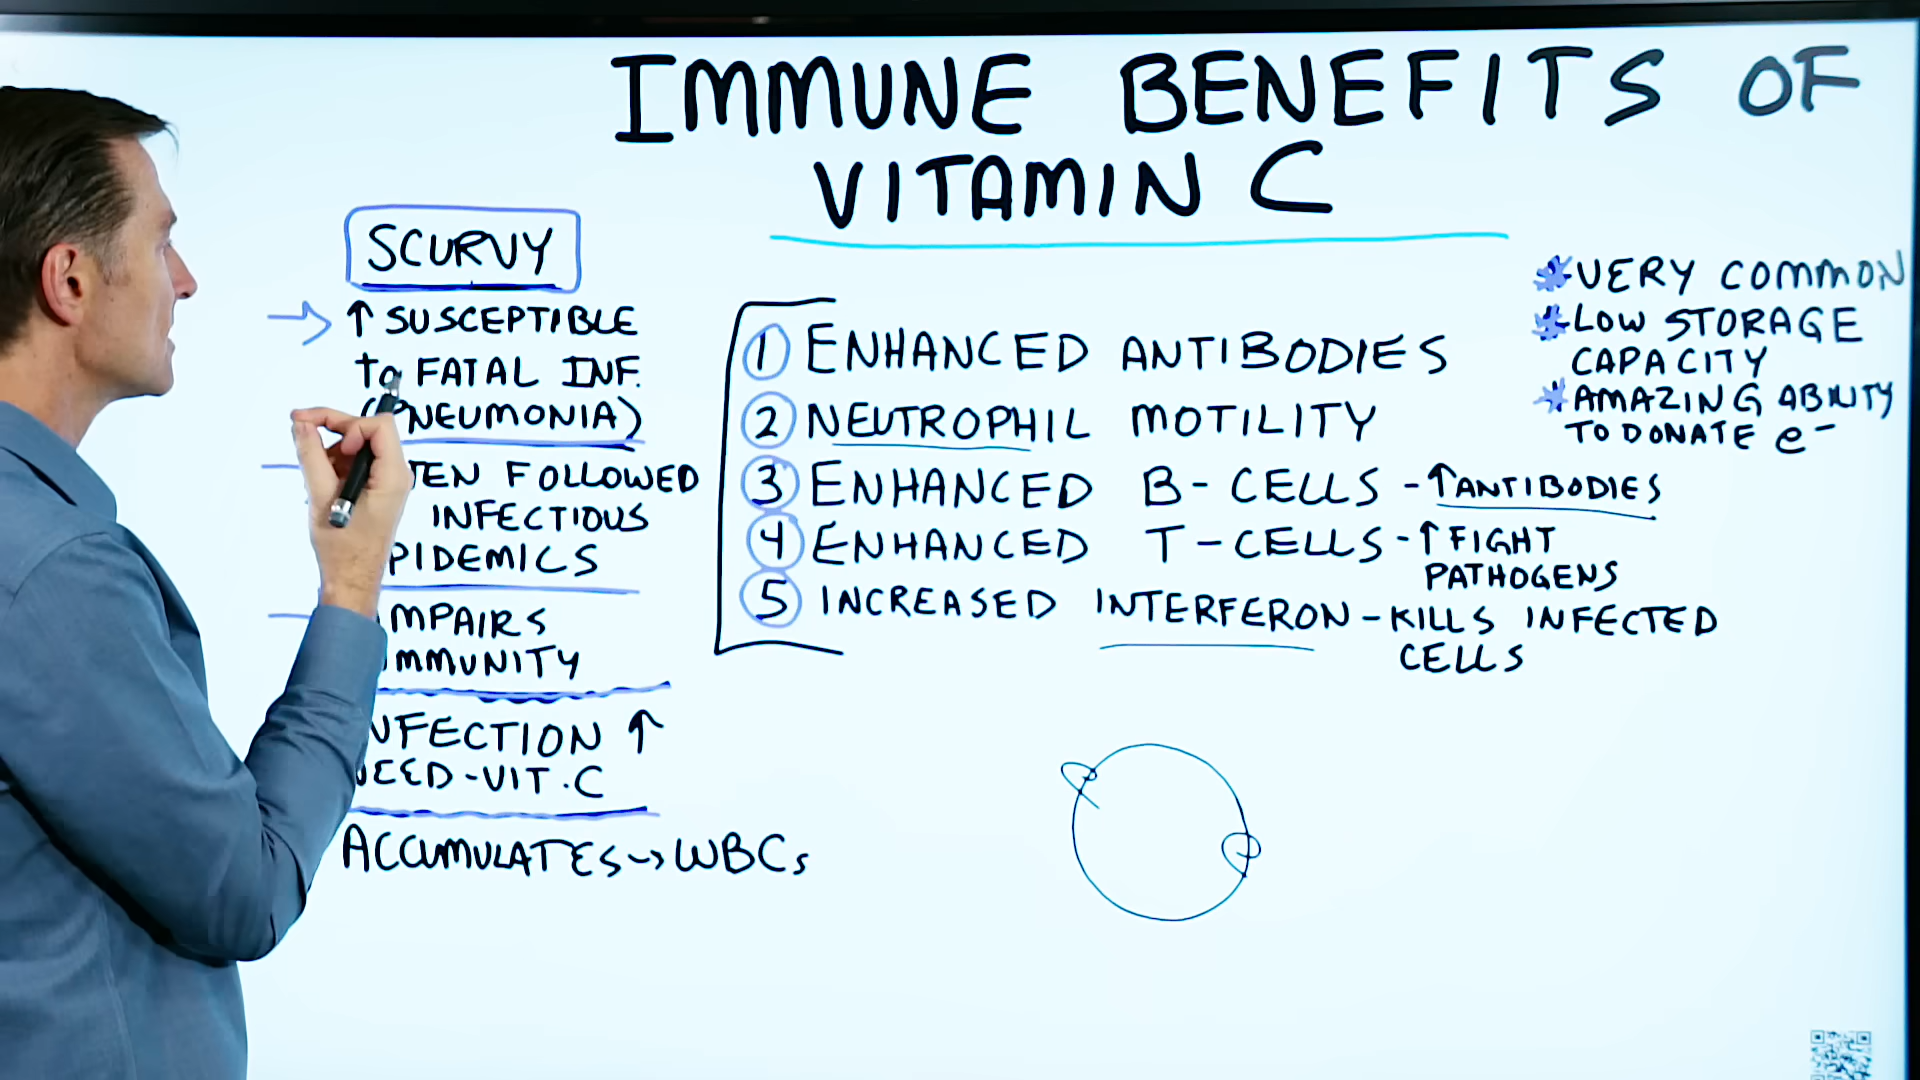 IMMUNE BENEFITS OF
VITAMIN C
SCURVY
↑ SUSCEPTIBLE
to FATAL INF.
(PNEUMONIA)
TEN FOLLOWED
INFECTIOUS
PIDEMICS
MPAIRS
MMUNITY
NFECTION ↑
EED-VIT.C
ACCUMULATES→WBCs
1 ENHANCED ANTIBODIES
2 NEUTROPHIL MOTILITY
3 ENHANCED B-CELLS -↑ANTIBODIES
4 ENHANCED T-CELLS-↑FIGHT
PATHOGENS
5 INCREASED INTERFERON-KILLS INFECTED
CELLS
*VERY COMMON
*LOW STORAGE
CAPACITY
*AMAZING ABILITY
TO DONATE e-